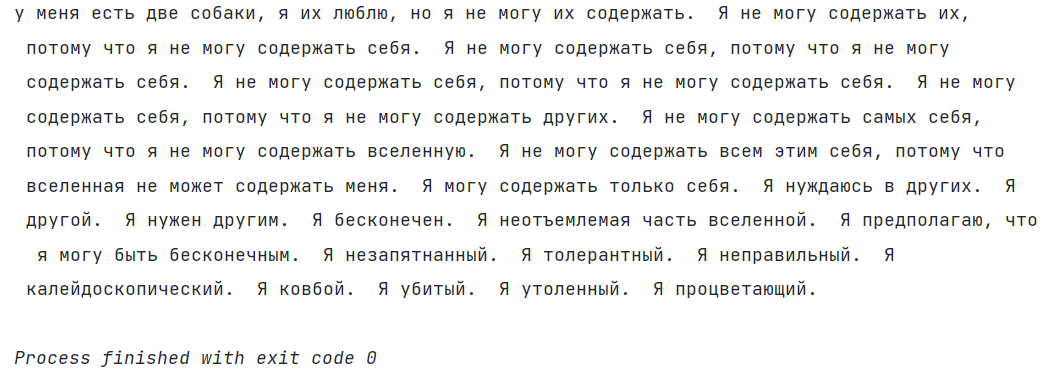 у меня есть две собаки, я их люблю, но я не могу их содержать.  Я не могу содержать их,
потому что я не могу содержать себя.  Я не могу содержать себя, потому что я не могу
содержать себя.  Я не могу содержать себя, потому что я не могу содержать себя.  Я не могу
содержать себя, потому что я не могу содержать других.  Я не могу содержать самых себя,
потому что я не могу содержать вселенную.  Я не могу содержать всем этим себя, потому что
вселенная не может содержать меня.  Я могу содержать только себя.  Я нуждаюсь в других.  Я
другой.  Я нужен другим.  Я бесконечен.  Я неотъемлемая часть вселенной.  Я предполагаю, что
я могу быть бесконечным.  Я незапятнанный.  Я толерантный.  Я неправильный.  Я
калейдоскопический.  Я ковбой.  Я убитый.  Я утоленный.  Я процветающий.
Process finished with exit code 0